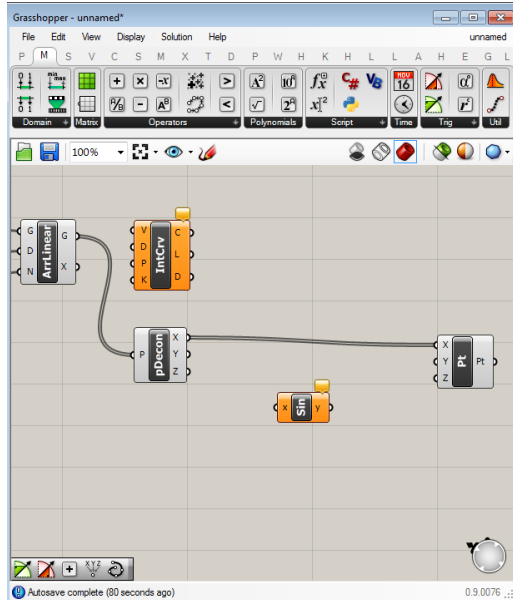 Grasshopper - unnamed*
File Edit View Display Solution Help unnamed
P M S V C S M X T D P W H K H L L A H E G L
Domain Matrix Operators Polynomials Script Time Trig Util
100%
G D N ArrLinear G X
V D P K IntCrv C L D
P pDecon X Y Z
X Y Z Pt Pt
x Sin y
Autosave complete (80 seconds ago) 0.9.0076